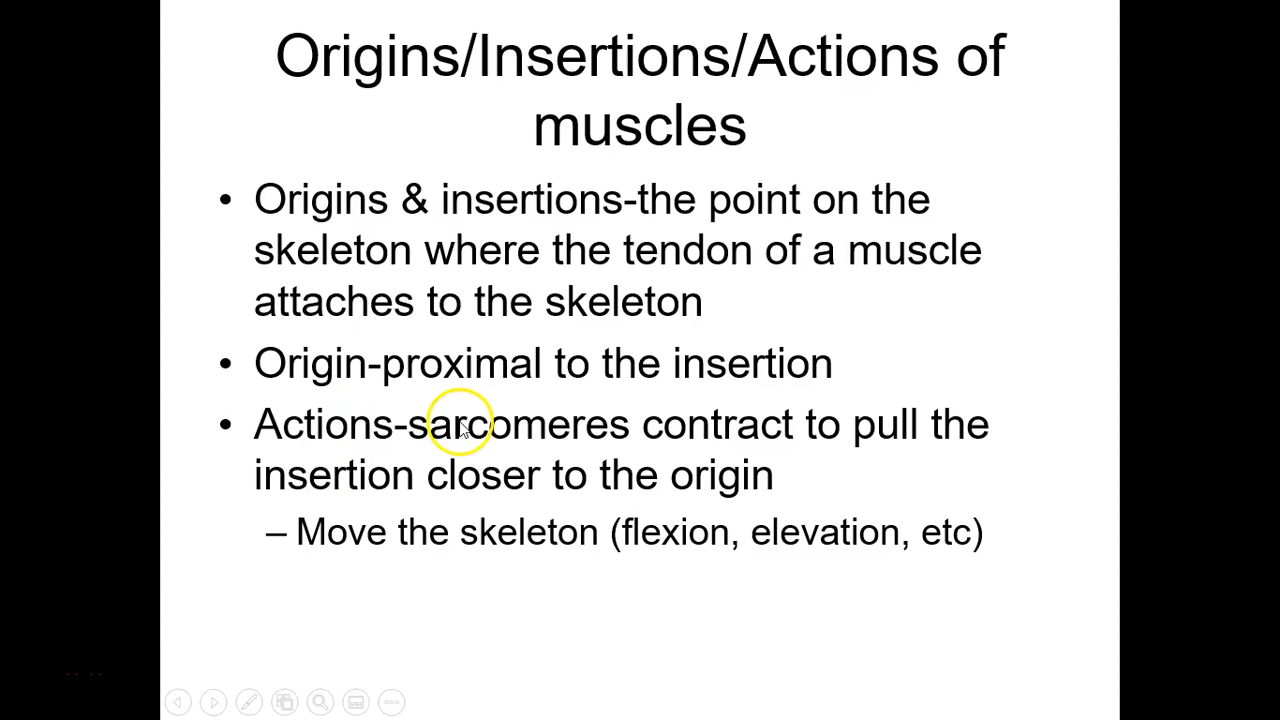 Origins/Insertions/Actions of
muscles
• Origins & insertions-the point on the
skeleton where the tendon of a muscle
attaches to the skeleton
• Origin-proximal to the insertion
• Actions-sarcomeres contract to pull the
insertion closer to the origin
– Move the skeleton (flexion, elevation, etc)